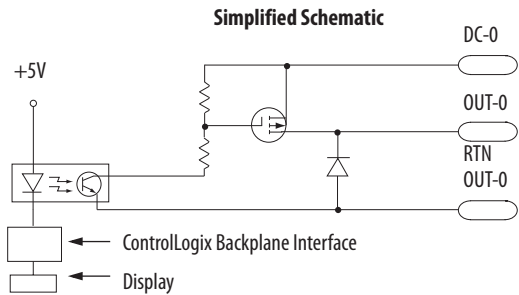 Simplified Schematic
DC-0
+5V
OUT-0
RTN
OUT-0
ControlLogix Backplane Interface
Display